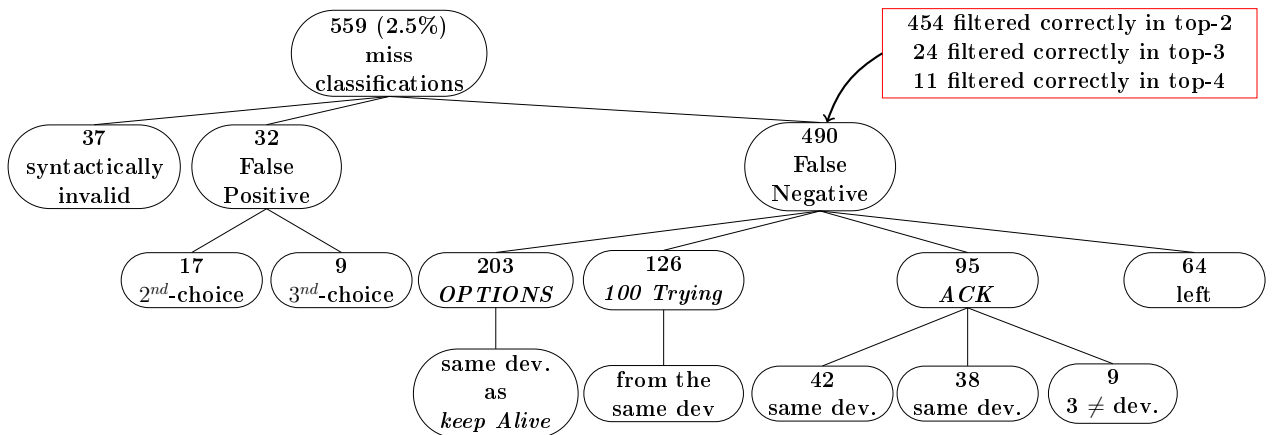 559 (2.5%)
miss
classifications
454 filtered correctly in top-2
24 filtered correctly in top-3
11 filtered correctly in top-4
37
syntactically
invalid
32
False
Positive
490
False
Negative
17
2nd-choice
9
3nd-choice
203
OPTIONS
126
100 Trying
95
ACK
64
left
same dev.
as
keep Alive
from the
same dev
42
same dev.
38
same dev.
9
3 ≠ dev.